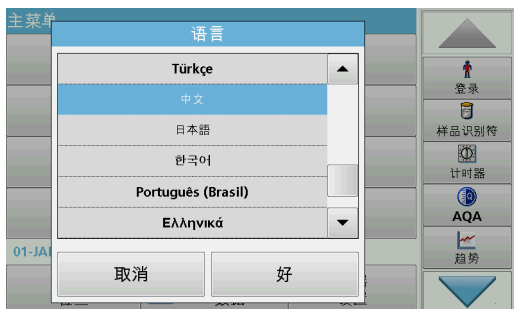 主菜单
语言
Türkçe
中文
日本語
한국어
Português (Brasil)
Ελληνικά
取消
好
01-JA
登录
样品识别符
计时器
AQA
趋势